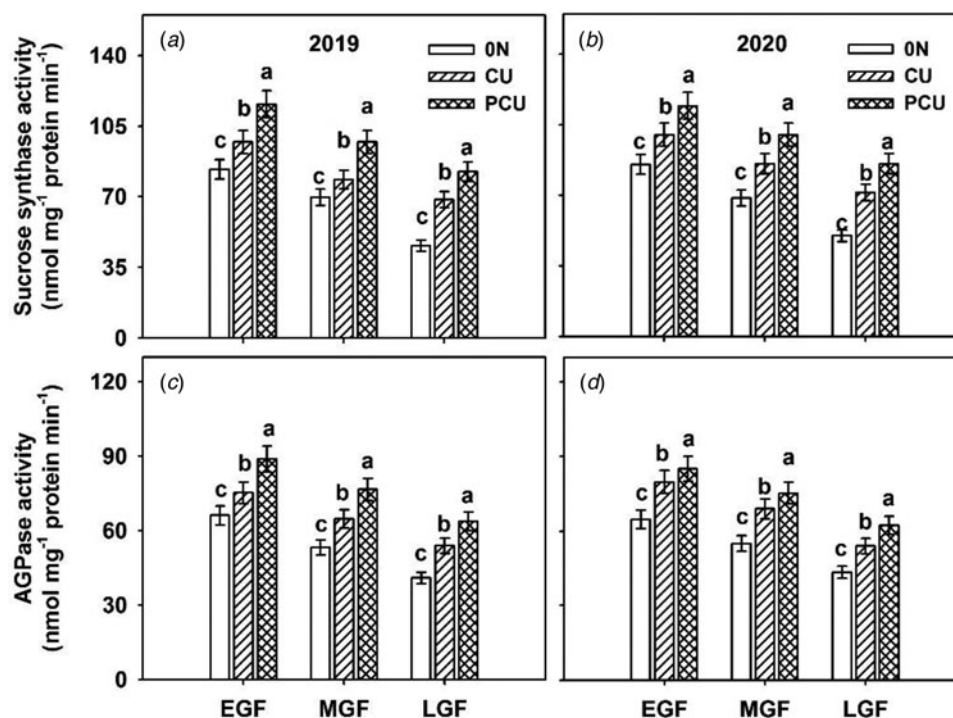 Sucrose synthase activity
(nmol mg⁻¹ protein min⁻¹)
140
105
70
35
0
(a)
2019
0N
CU
PCU
c
b
a
c
b
a
c
b
a
(b)
2020
0N
CU
PCU
c
b
a
c
b
a
c
b
a
AGPase activity
(nmol mg⁻¹ protein min⁻¹)
120
90
60
30
0
(c)
c
b
a
c
b
a
c
b
a
EGF
MGF
LGF
(d)
c
b
a
c
b
a
c
b
a
EGF
MGF
LGF